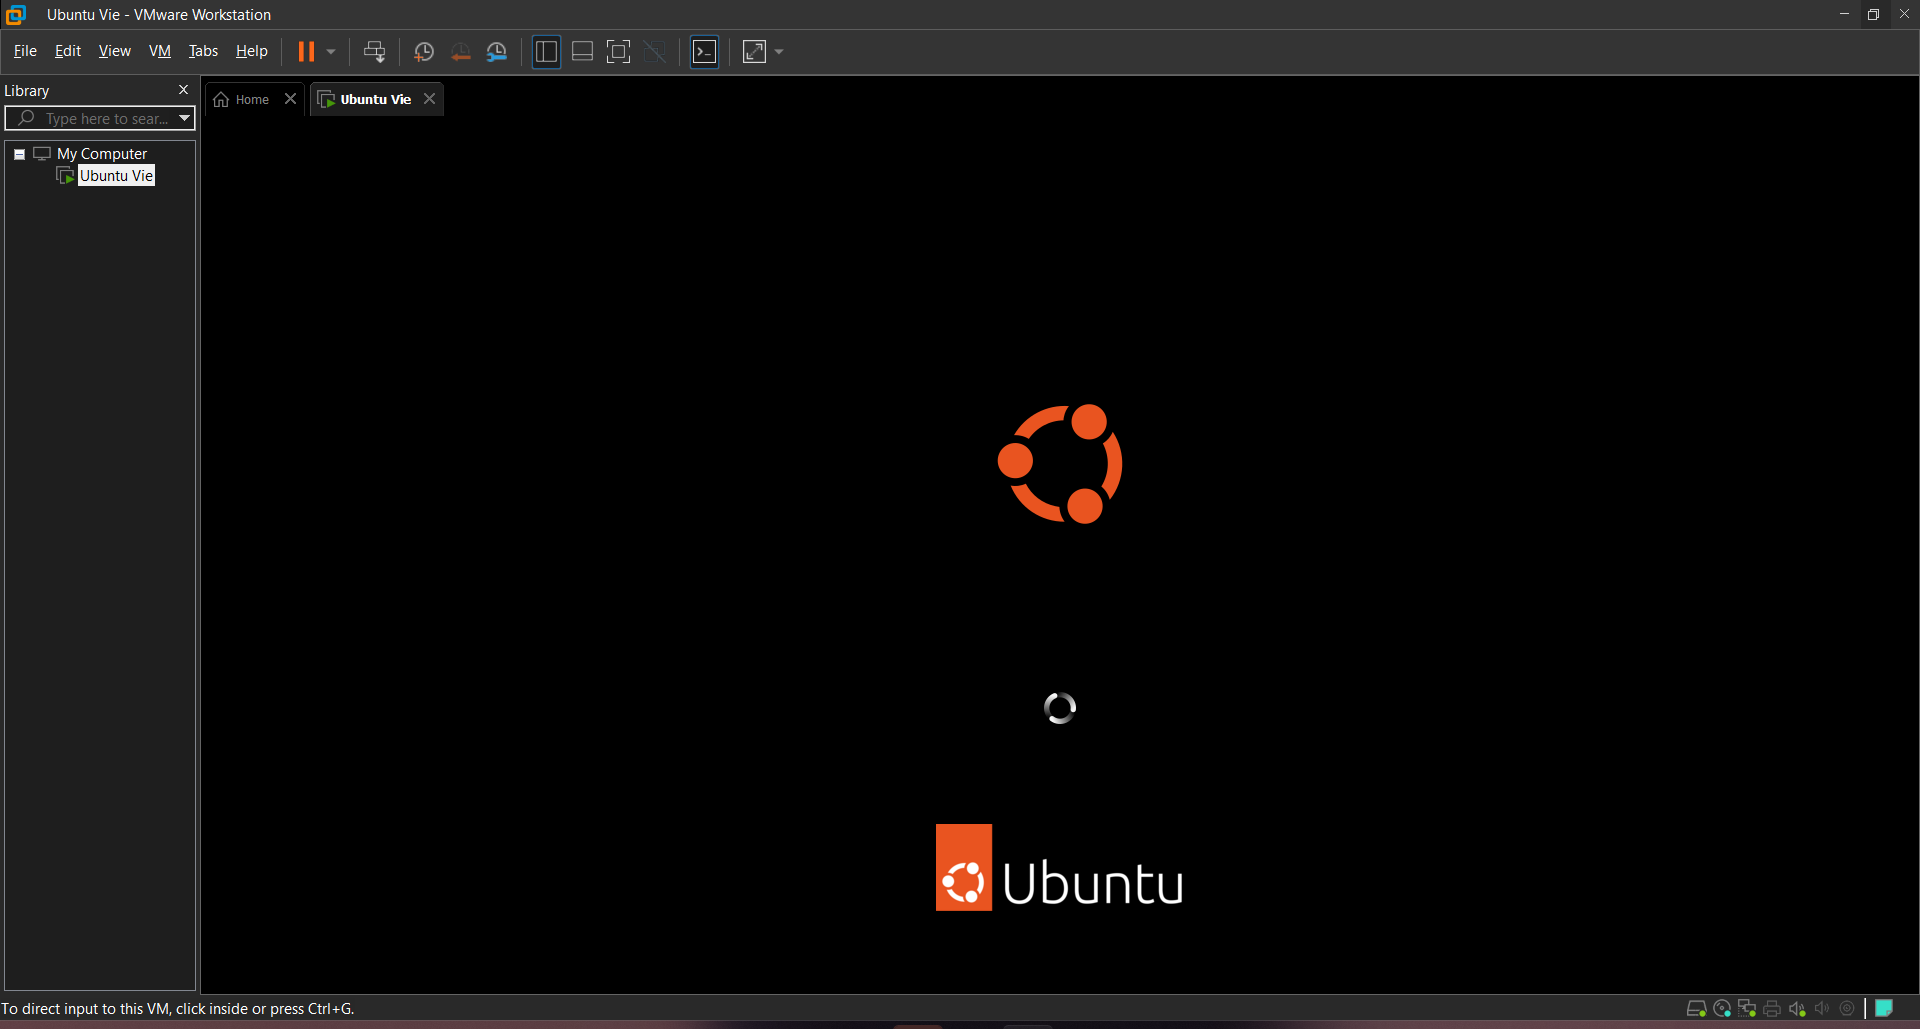 Ubuntu Vie - VMware Workstation
File Edit View VM Tabs Help
Library
Home
Ubuntu Vie
Type here to sear...
My Computer
Ubuntu Vie
Ubuntu
To direct input to this VM, click inside or press Ctrl+G.